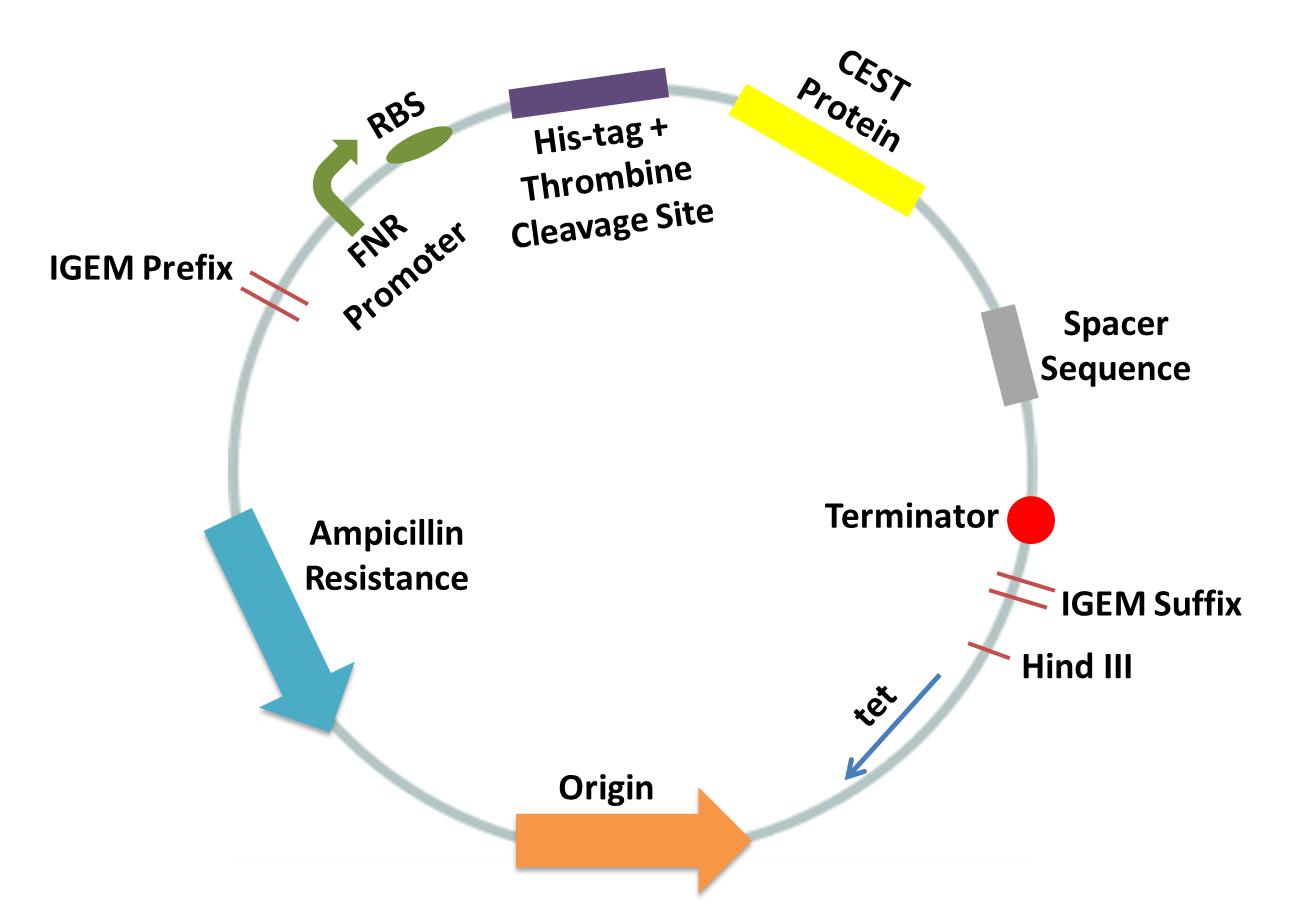 CEST
Protein
RBS
His-tag +
Thrombine
Cleavage Site
FNR
Promoter
IGEM Prefix
Spacer
Sequence
Terminator
Ampicillin
Resistance
IGEM Suffix
Hind III
tet
Origin